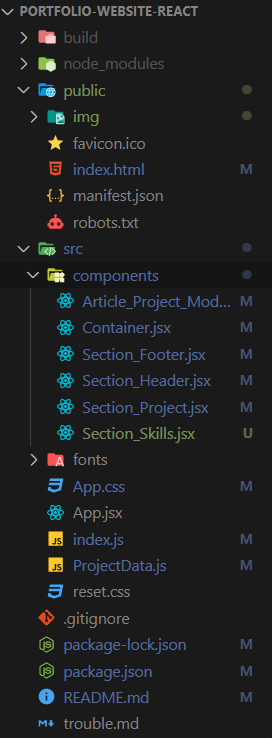 PORTFOLIO-WEBSITE-REACT
build
node_modules
public
img
favicon.ico
index.html M
manifest.json
robots.txt
src
components
Article_Project_Mod... M
Container.jsx M
Section_Footer.jsx M
Section_Header.jsx M
Section_Project.jsx M
Section_Skills.jsx U
fonts
App.css M
App.jsx
index.js M
ProjectData.js M
reset.css
.gitignore
package-lock.json M
package.json M
README.md M
trouble.md